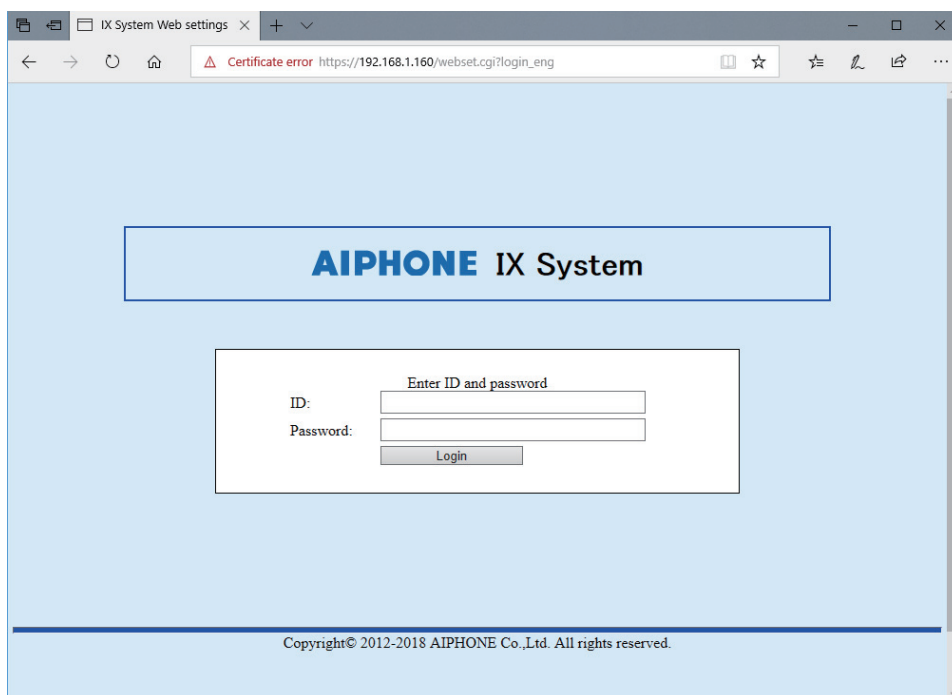 IX System Web settings
Certificate error https://192.168.1.160/webset.cgi?login_eng
AIPHONE IX System
Enter ID and password
ID:
Password:
Login
Copyright© 2012-2018 AIPHONE Co.,Ltd. All rights reserved.